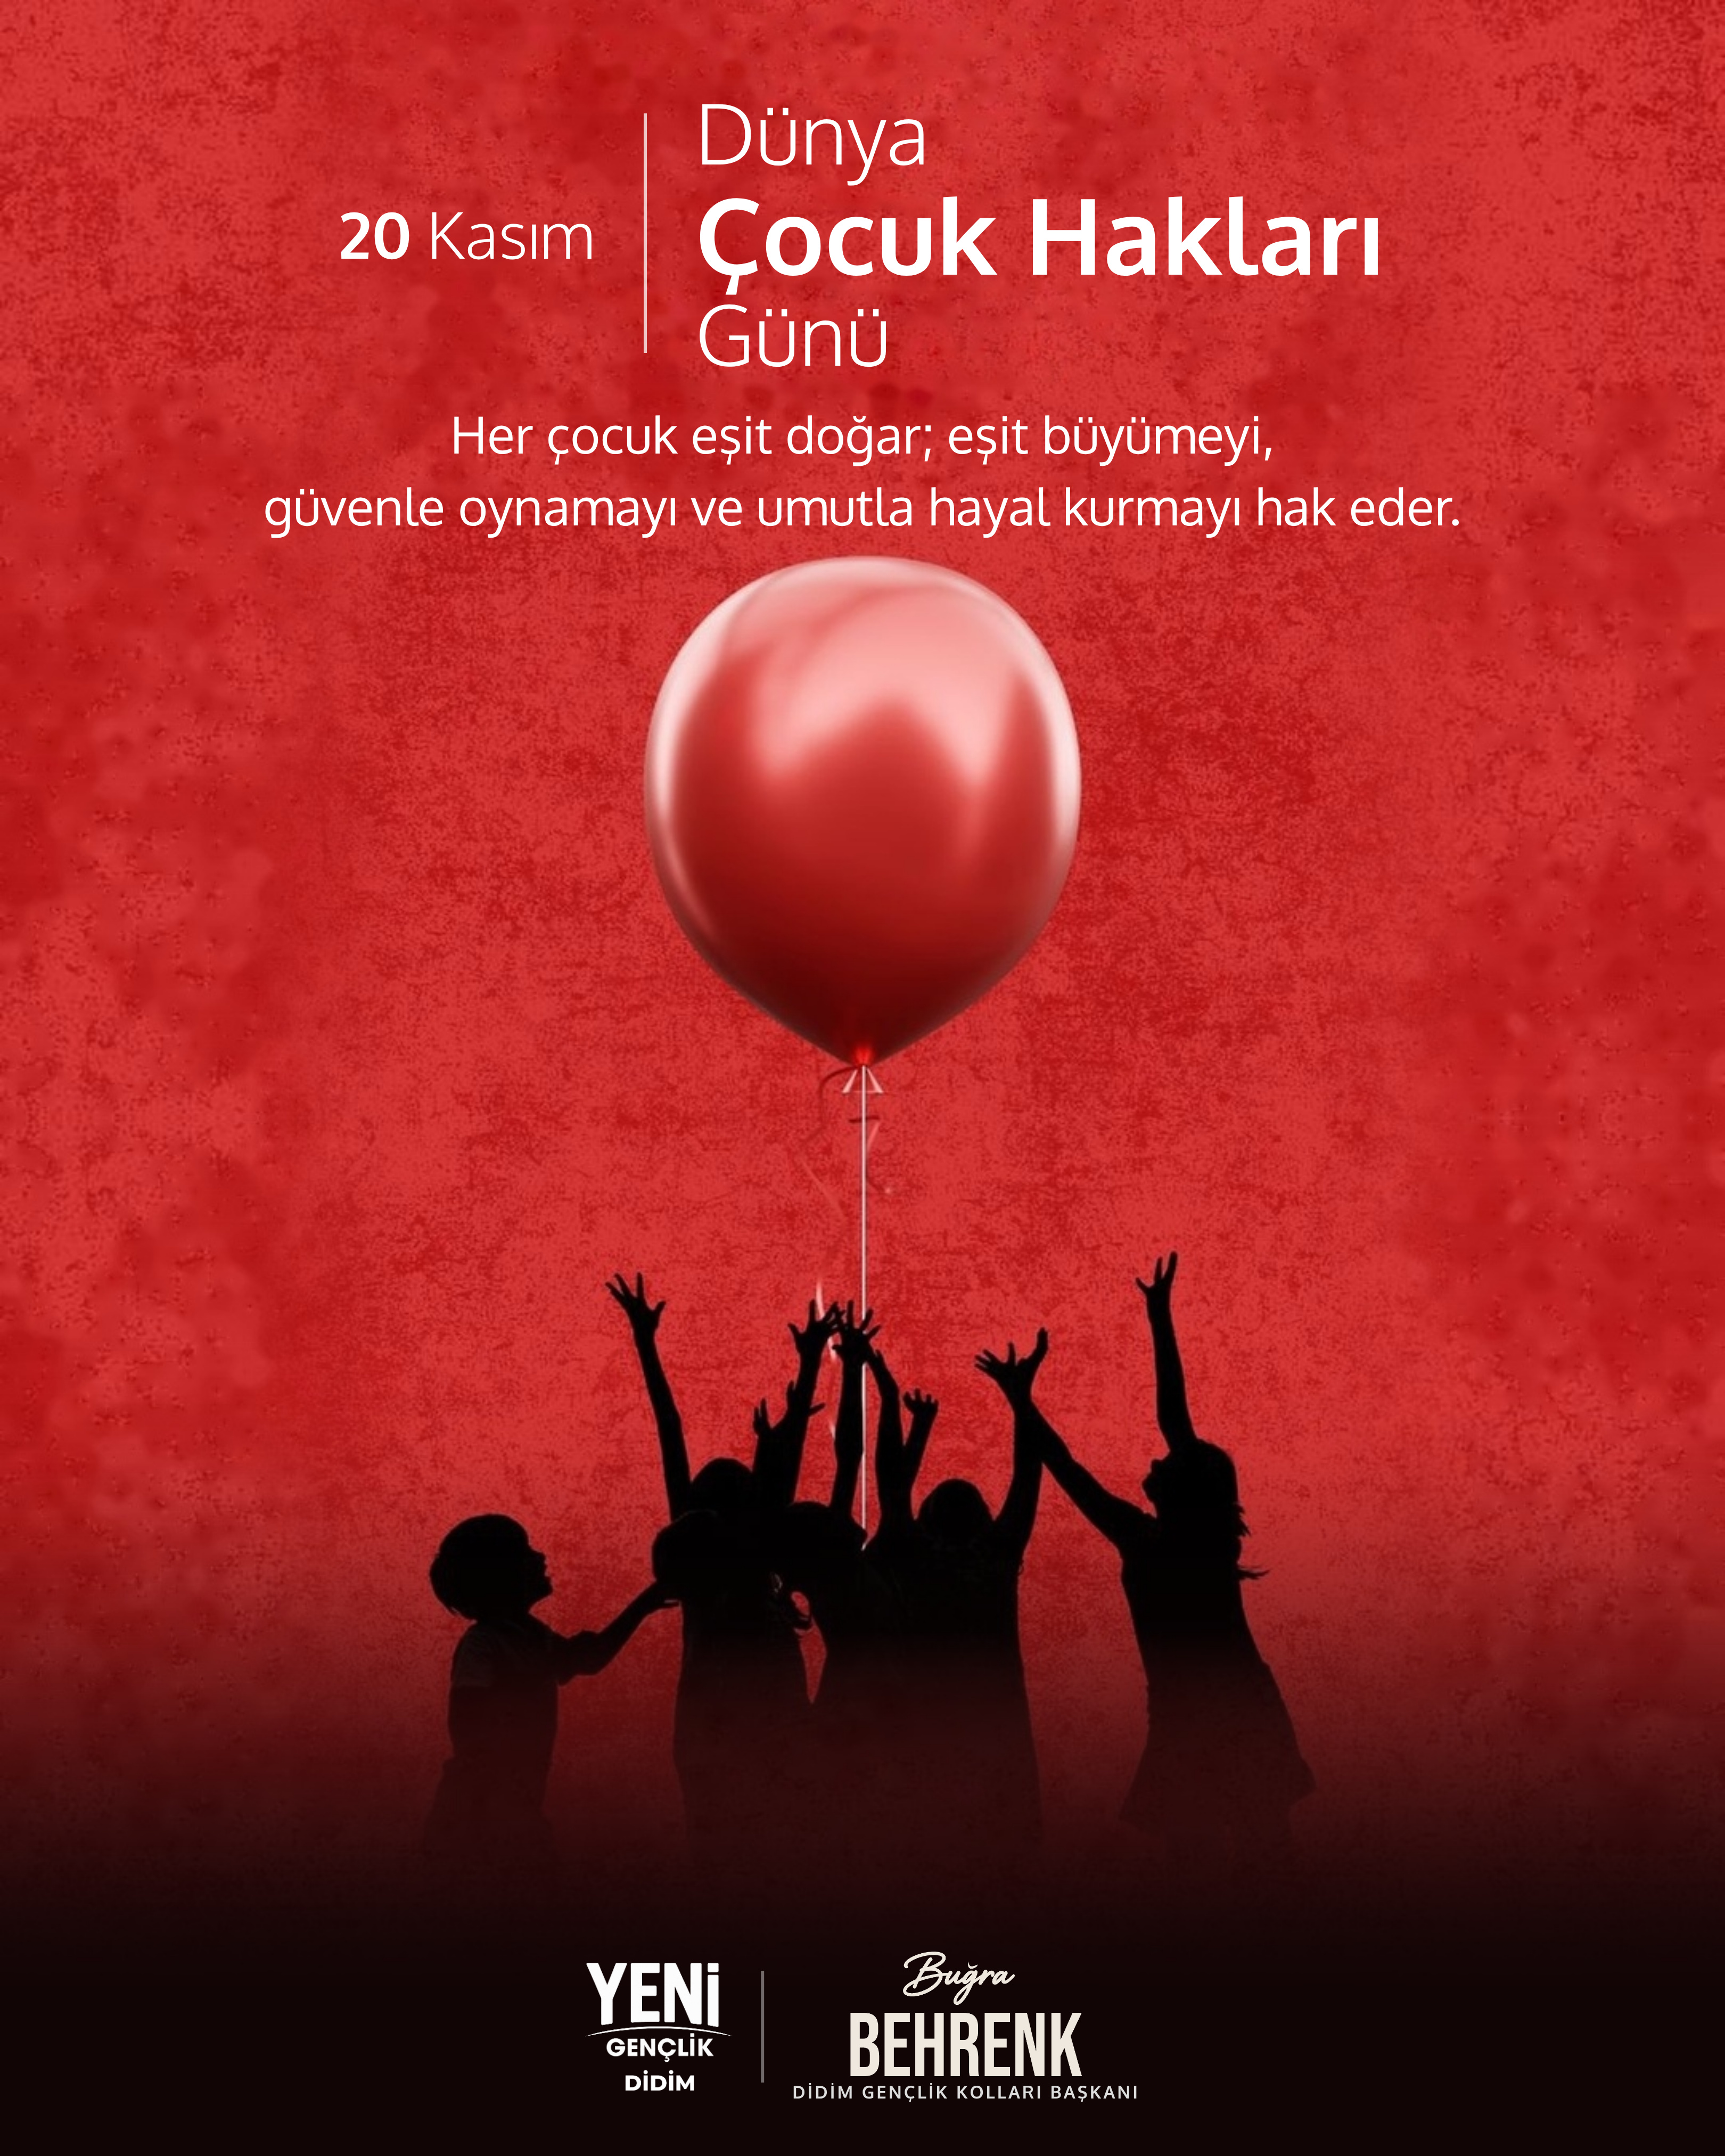 20 Kasım
Dünya
Çocuk Hakları
Günü
Her çocuk eşit doğar; eşit büyümeyi,
güvenle oynamayı ve umutla hayal kurmayı hak eder.
YENİ
GENÇLİK
DİDİM
Buğra
BEHRENK
DİDİM GENÇLİK KOLLARI BAŞKANI